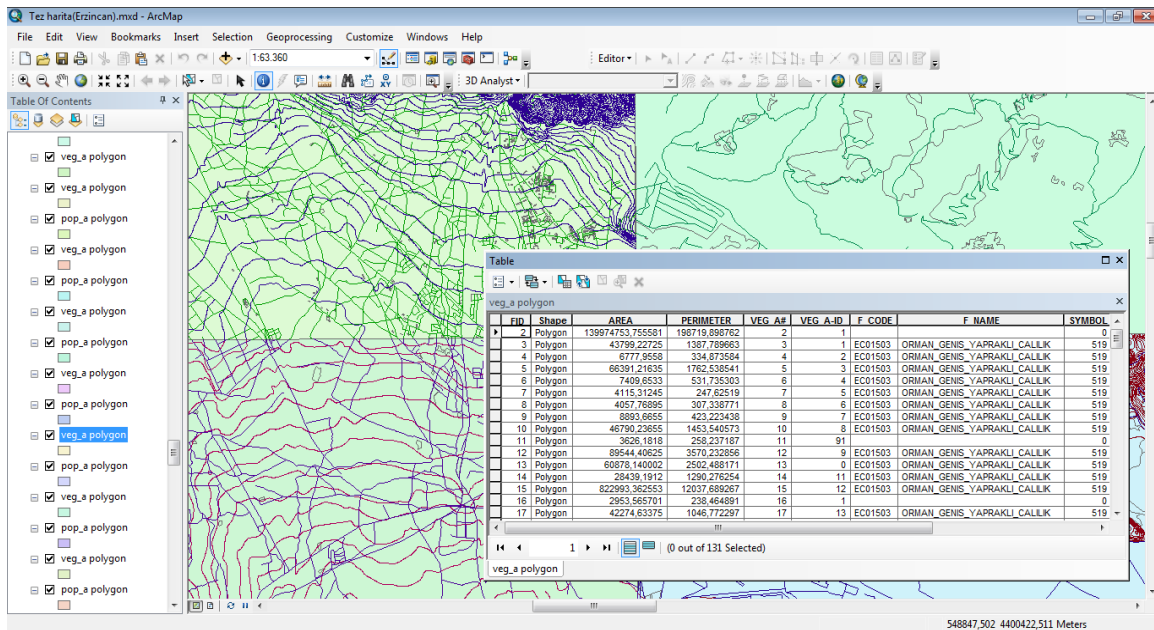 Tez harita(Erzincan).mxd - ArcMap
File Edit View Bookmarks Insert Selection Geoprocessing Customize Windows Help
1:63.360 Editor
3D Analyst
Table Of Contents
veg_a polygon
veg_a polygon
pop_a polygon
veg_a polygon
pop_a polygon
veg_a polygon
pop_a polygon
veg_a polygon
pop_a polygon
veg_a polygon
pop_a polygon
veg_a polygon
pop_a polygon
veg_a polygon
pop_a polygon
Table
veg_a polygon
FID Shape AREA PERIMETER VEG_A# VEG_A-ID F_CODE F_NAME SYMBOL
2 Polygon 139974753,755581 198719,898762 2 1 0
3 Polygon 43799,22725 1387,789663 3 1 EC01503 ORMAN_GENIS_YAPRAKLI_CALILIK 519
4 Polygon 6777,9558 334,873584 4 2 EC01503 ORMAN_GENIS_YAPRAKLI_CALILIK 519
5 Polygon 66391,21635 1762,538541 5 3 EC01503 ORMAN_GENIS_YAPRAKLI_CALILIK 519
6 Polygon 7409,6533 531,735303 6 4 EC01503 ORMAN_GENIS_YAPRAKLI_CALILIK 519
7 Polygon 4115,31245 247,62519 7 5 EC01503 ORMAN_GENIS_YAPRAKLI_CALILIK 519
8 Polygon 4057,76895 307,338771 8 6 EC01503 ORMAN_GENIS_YAPRAKLI_CALILIK 519
9 Polygon 8893,6655 423,223438 9 7 EC01503 ORMAN_GENIS_YAPRAKLI_CALILIK 519
10 Polygon 46790,23655 1453,540573 10 8 EC01503 ORMAN_GENIS_YAPRAKLI_CALILIK 519
11 Polygon 3626,1818 258,237187 11 91 0
12 Polygon 89544,40625 3570,232856 12 9 EC01503 ORMAN_GENIS_YAPRAKLI_CALILIK 519
13 Polygon 60878,140002 2502,488171 13 0 EC01503 ORMAN_GENIS_YAPRAKLI_CALILIK 519
14 Polygon 28439,1912 1290,276254 14 11 EC01503 ORMAN_GENIS_YAPRAKLI_CALILIK 519
15 Polygon 822993,362553 12037,689267 15 12 EC01503 ORMAN_GENIS_YAPRAKLI_CALILIK 519
16 Polygon 2953,565701 238,464891 16 1 0
17 Polygon 42274,63375 1046,772297 17 13 EC01503 ORMAN_GENIS_YAPRAKLI_CALILIK 519
1 (0 out of 131 Selected)
veg_a polygon
548847,502 4400422,511 Meters